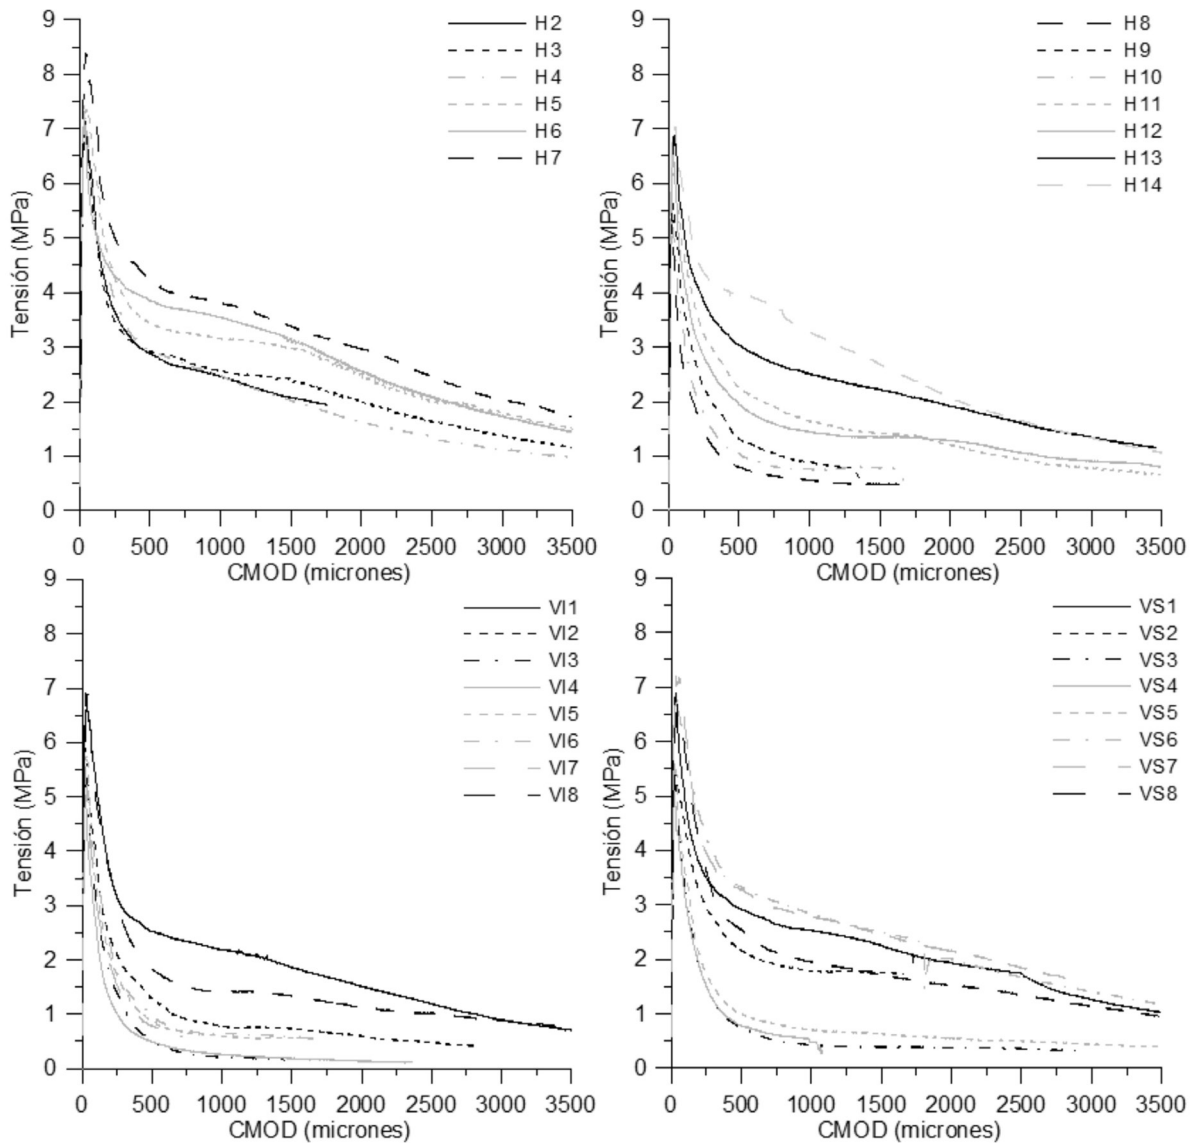 9
8
7
6
5
4
3
2
1
0
Tensión (MPa)
0 500 1000 1500 2000 2500 3000 3500
CMOD (micrones)
H2
H3
H4
H5
H6
H7
9
8
7
6
5
4
3
2
1
0
Tensión (MPa)
0 500 1000 1500 2000 2500 3000 3500
CMOD (micrones)
H8
H9
H10
H11
H12
H13
H14
9
8
7
6
5
4
3
2
1
0
Tensión (MPa)
0 500 1000 1500 2000 2500 3000 3500
CMOD (micrones)
VI1
VI2
VI3
VI4
VI5
VI6
VI7
VI8
9
8
7
6
5
4
3
2
1
0
Tensión (MPa)
0 500 1000 1500 2000 2500 3000 3500
CMOD (micrones)
VS1
VS2
VS3
VS4
VS5
VS6
VS7
VS8